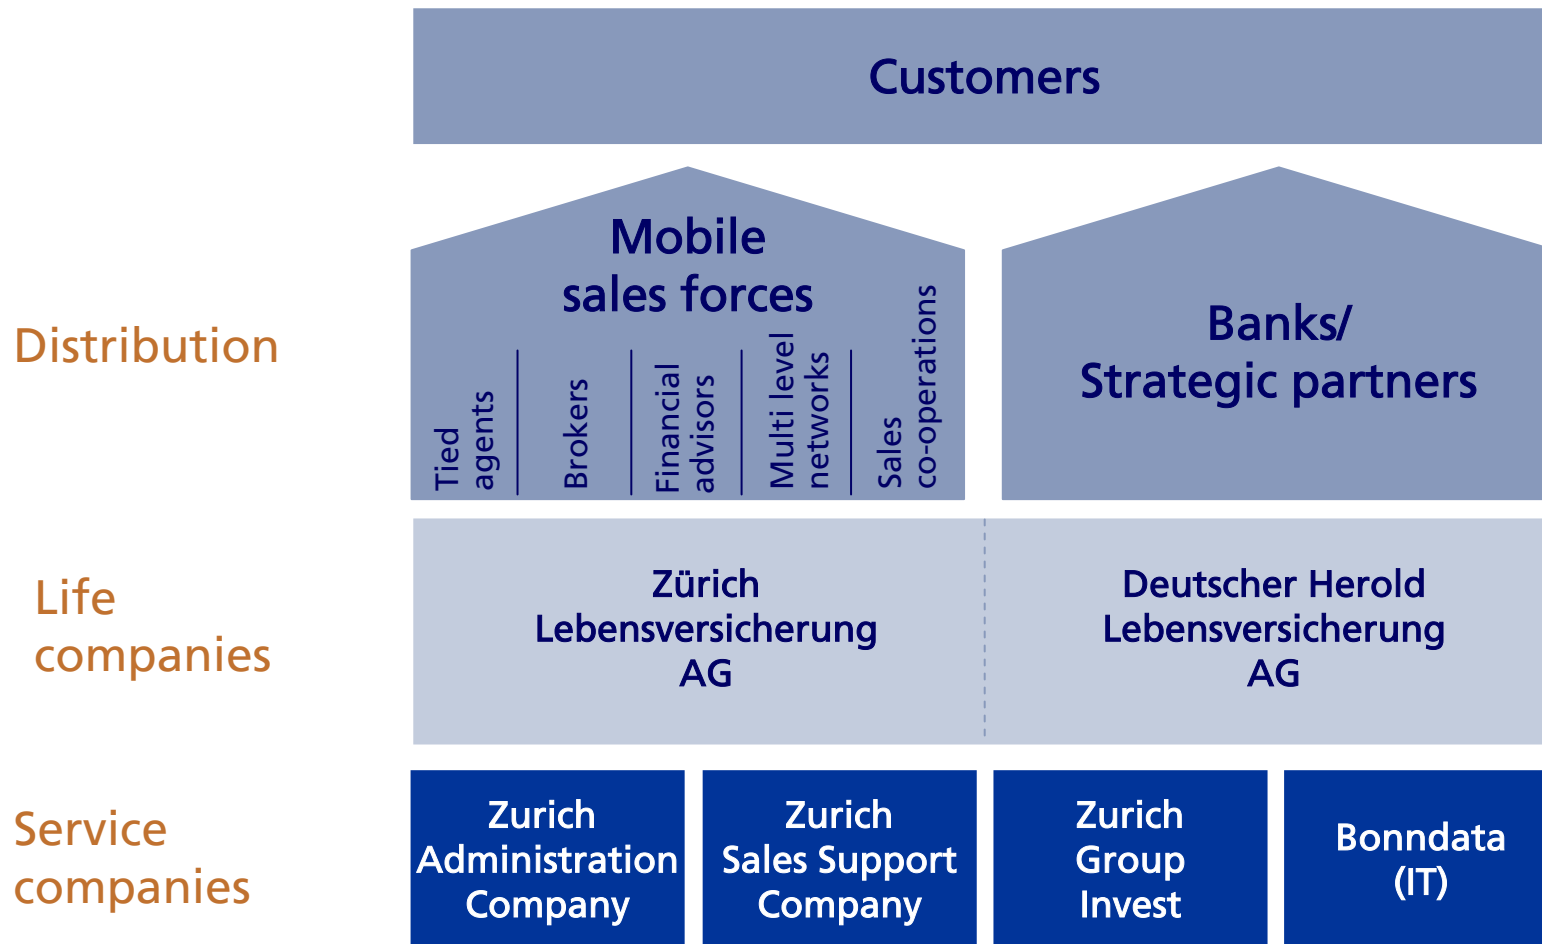 Customers
Distribution
Mobile
sales forces
Tied
agents
Brokers
Financial
advisors
Multi level
networks
Sales
co-operations
Banks/
Strategic partners
Life
companies
Zürich
Lebensversicherung
AG
Deutscher Herold
Lebensversicherung
AG
Service
companies
Zurich
Administration
Company
Zurich
Sales Support
Company
Zurich
Group
Invest
Bonndata
(IT)